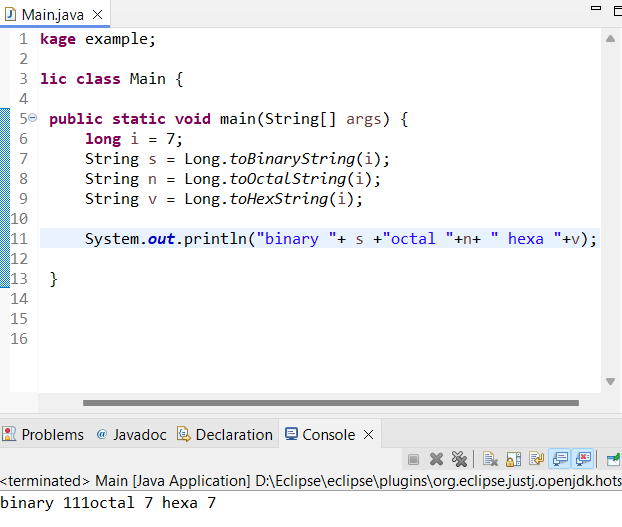 Main.java
1 kage example;
2
3 lic class Main {
4
5 public static void main(String[] args) {
6 long i = 7;
7 String s = Long.toBinaryString(i);
8 String n = Long.toOctalString(i);
9 String v = Long.toHexString(i);
10
11 System.out.println("binary "+ s +"octal "+n+ " hexa "+v);
12
13 }
14
15
16
Problems @ Javadoc Declaration Console
<terminated> Main [Java Application] D:\Eclipse\eclipse\plugins\org.eclipse.justj.openjdk.hots
binary 111octal 7 hexa 7